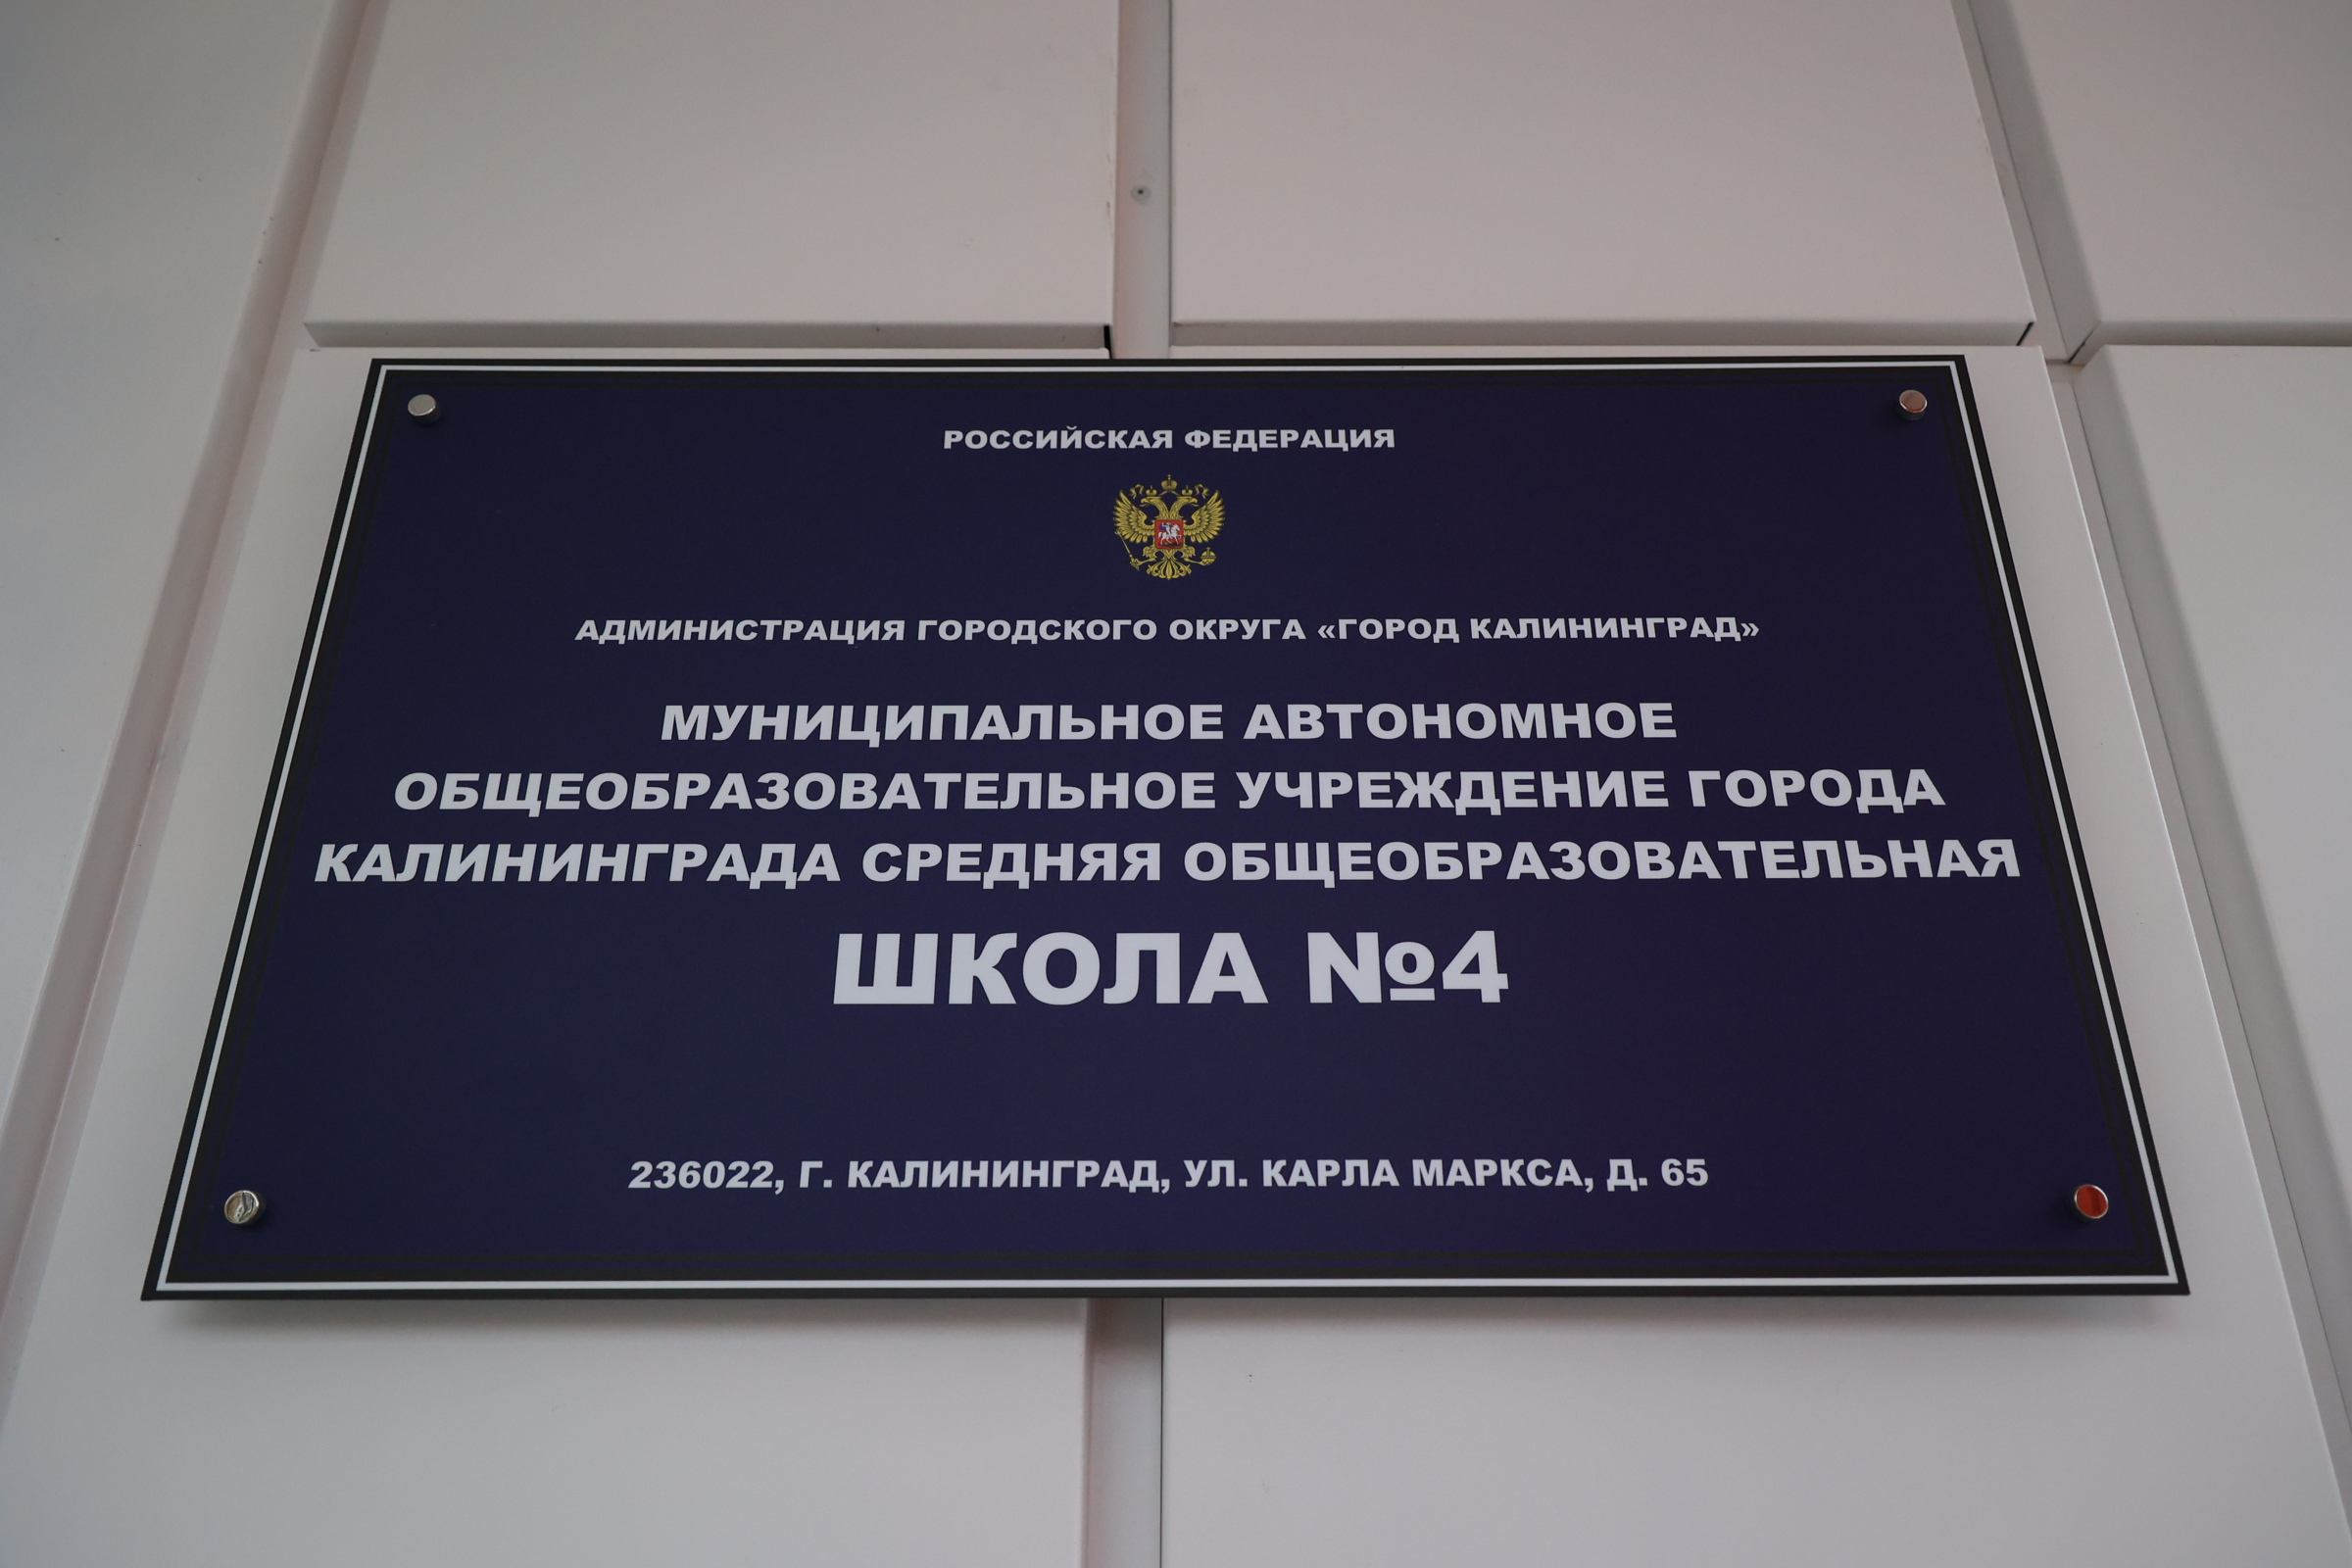 РОССИЙСКАЯ ФЕДЕРАЦИЯ
АДМИНИСТРАЦИЯ ГОРОДСКОГО ОКРУГА «ГОРОД КАЛИНИНГРАД»
МУНИЦИПАЛЬНОЕ АВТОНОМНОЕ
ОБЩЕОБРАЗОВАТЕЛЬНОЕ УЧРЕЖДЕНИЕ ГОРОДА
КАЛИНИНГРАДА СРЕДНЯЯ ОБЩЕОБРАЗОВАТЕЛЬНАЯ
ШКОЛА №4
236022, Г. КАЛИНИНГРАД, УЛ. КАРЛА МАРКСА, Д. 65